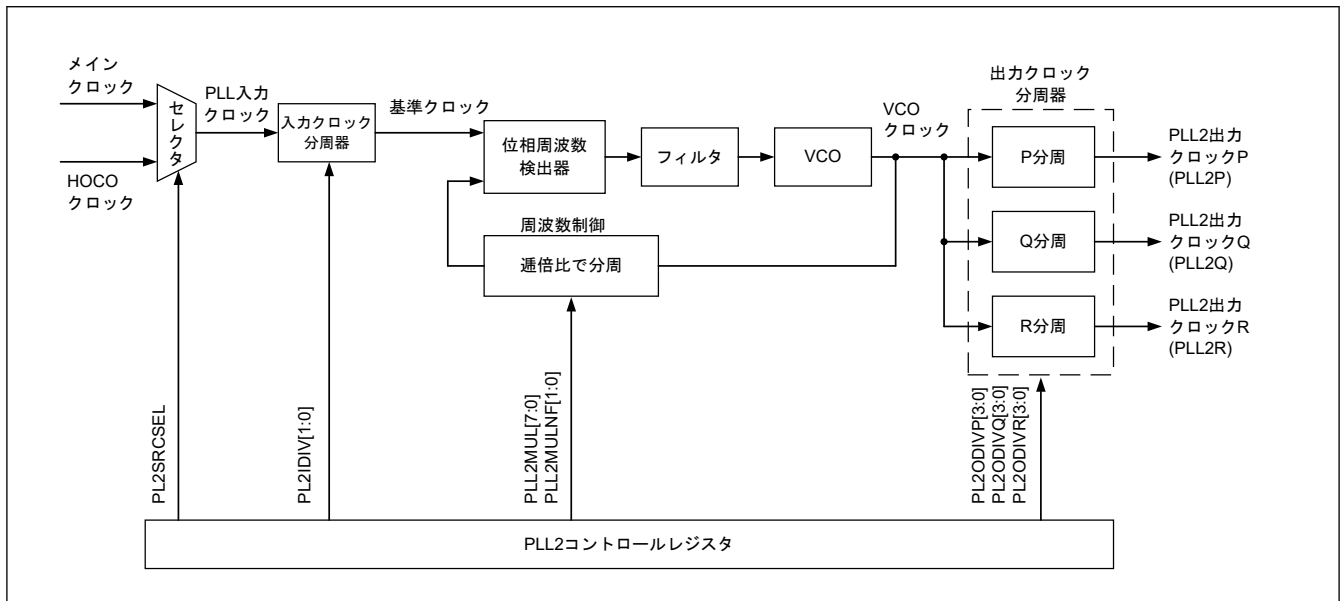 メイン
クロック
HOCO
クロック
セレクタ
PLL入力
クロック
入力クロック
分周器
基準クロック
位相周波数
検出器
フィルタ
VCO
VCO
クロック
周波数制御
逓倍比で分周
出力クロック
分周器
P分周
Q分周
R分周
PLL2出力
クロックP
(PLL2P)
PLL2出力
クロックQ
(PLL2Q)
PLL2出力
クロックR
(PLL2R)
PL2SRCSEL
PL2IDIV[1:0]
PLL2MUL[7:0]
PLL2MULNF[1:0]
PL2ODIVP[3:0]
PL2ODIVQ[3:0]
PL2ODIVR[3:0]
PLL2コントロールレジスタ